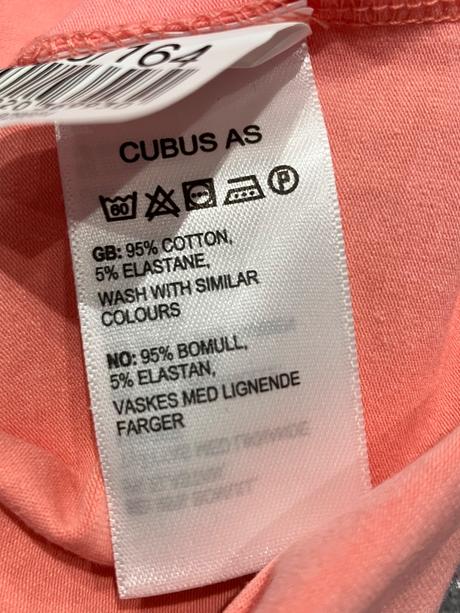 164
CUBUS AS
60 P
GB: 95% COTTON,
5% ELASTANE,
WASH WITH SIMILAR
COLOURS
NO: 95% BOMULL,
5% ELASTAN,
VASKES MED LIGNENDE
FARGER